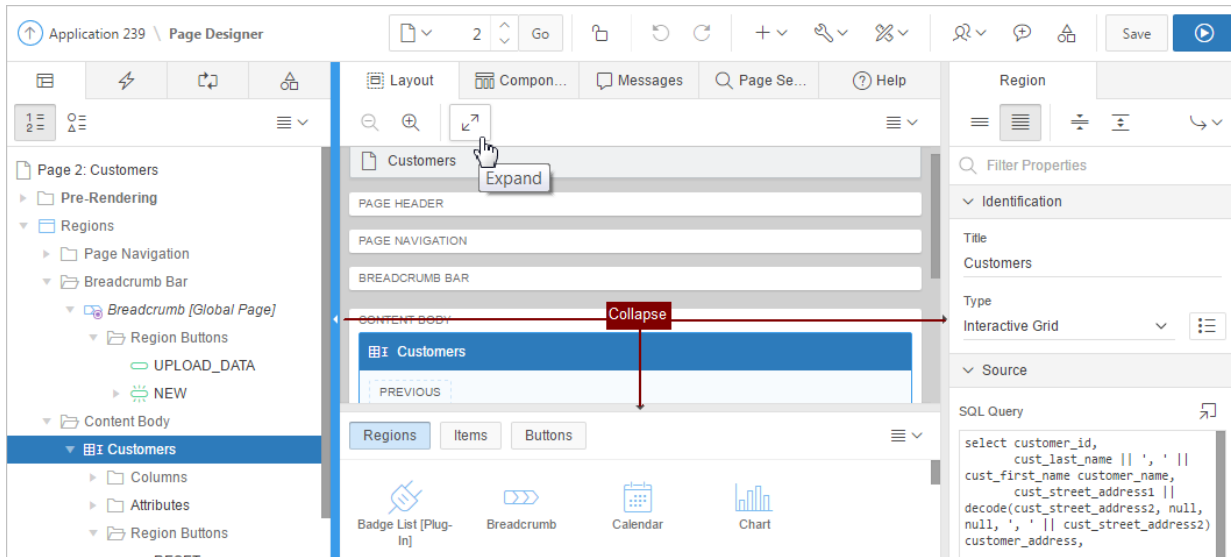 Application 239 \ Page Designer
2
Go
Save
Layout
Compon...
Messages
Page Se...
Help
Region
Expand
Page 2: Customers
Pre-Rendering
Regions
Page Navigation
Breadcrumb Bar
Breadcrumb [Global Page]
Region Buttons
UPLOAD_DATA
NEW
Content Body
Customers
Columns
Attributes
Region Buttons
Customers
PAGE HEADER
PAGE NAVIGATION
BREADCRUMB BAR
CONTENT BODY
Collapse
Customers
PREVIOUS
Regions
Items
Buttons
Badge List [Plug-
In]
Breadcrumb
Calendar
Chart
Filter Properties
Identification
Title
Customers
Type
Interactive Grid
Source
SQL Query
select customer_id,
cust_last_name || ', ' ||
cust_first_name customer_name,
cust_street_address1 ||
decode(cust_street_address2, null,
null, ', ' || cust_street_address2)
customer_address,